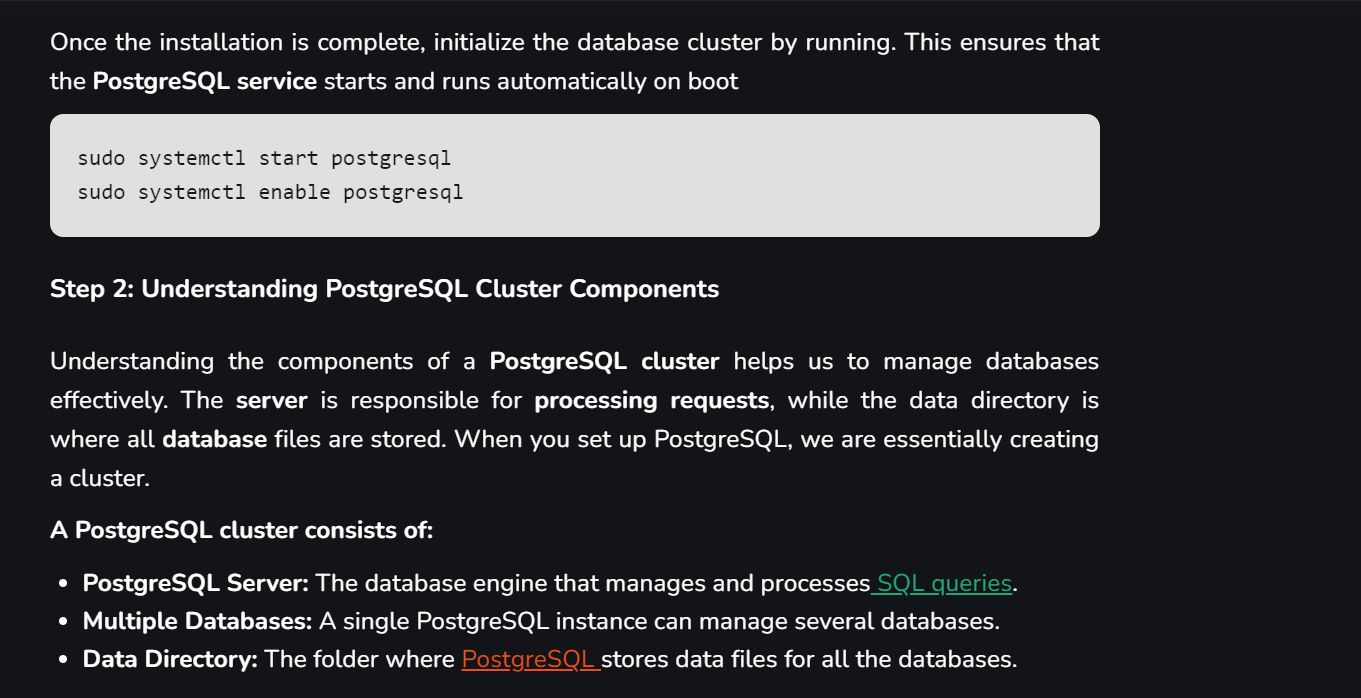 Once the installation is complete, initialize the database cluster by running. This ensures that
the PostgreSQL service starts and runs automatically on boot
sudo systemctl start postgresql
sudo systemctl enable postgresql
Step 2: Understanding PostgreSQL Cluster Components
Understanding the components of a PostgreSQL cluster helps us to manage databases
effectively. The server is responsible for processing requests, while the data directory is
where all database files are stored. When you set up PostgreSQL, we are essentially creating
a cluster.
A PostgreSQL cluster consists of:
• PostgreSQL Server: The database engine that manages and processes SQL queries.
• Multiple Databases: A single PostgreSQL instance can manage several databases.
• Data Directory: The folder where PostgreSQL stores data files for all the databases.